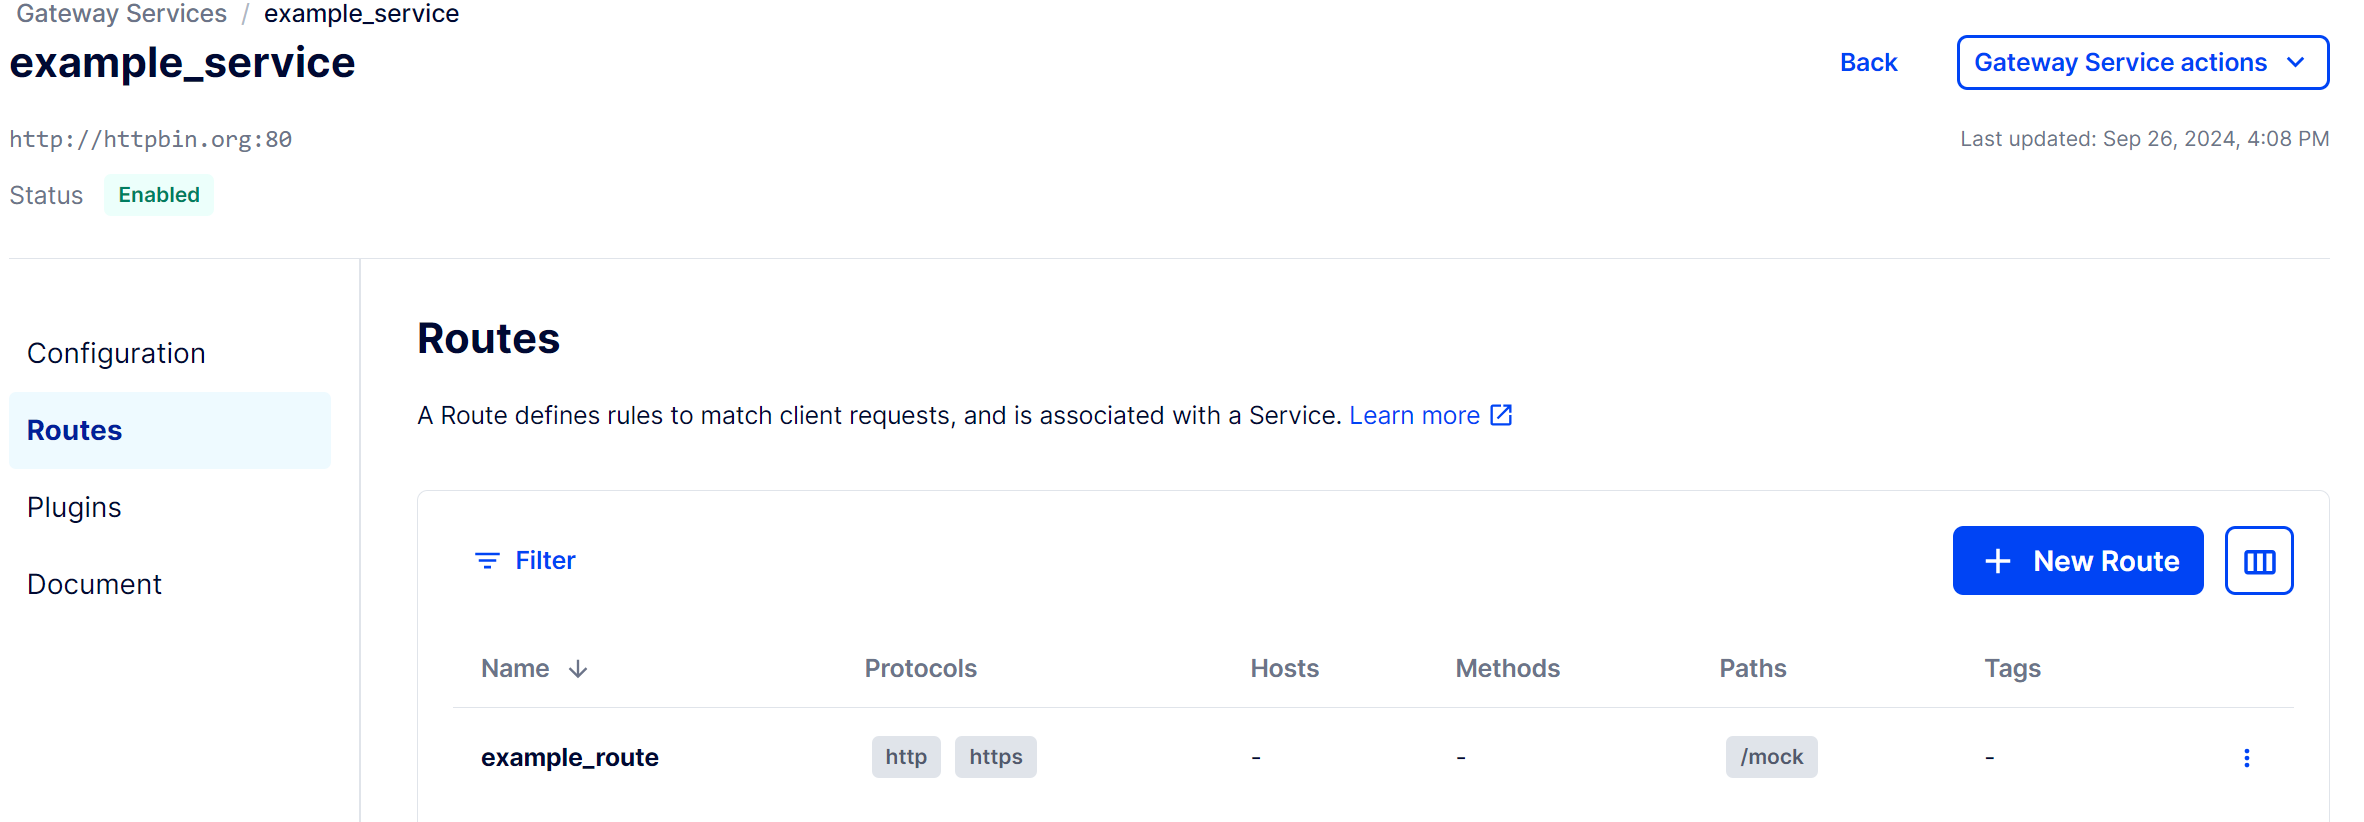 Gateway Services / example_service
example_service
Back
Gateway Service actions
http://httpbin.org:80
Last updated: Sep 26, 2024, 4:08 PM
Status Enabled
Configuration
Routes
Plugins
Document
Routes
A Route defines rules to match client requests, and is associated with a Service. Learn more
Filter
+ New Route
Name Protocols Hosts Methods Paths Tags
example_route http https - - /mock -